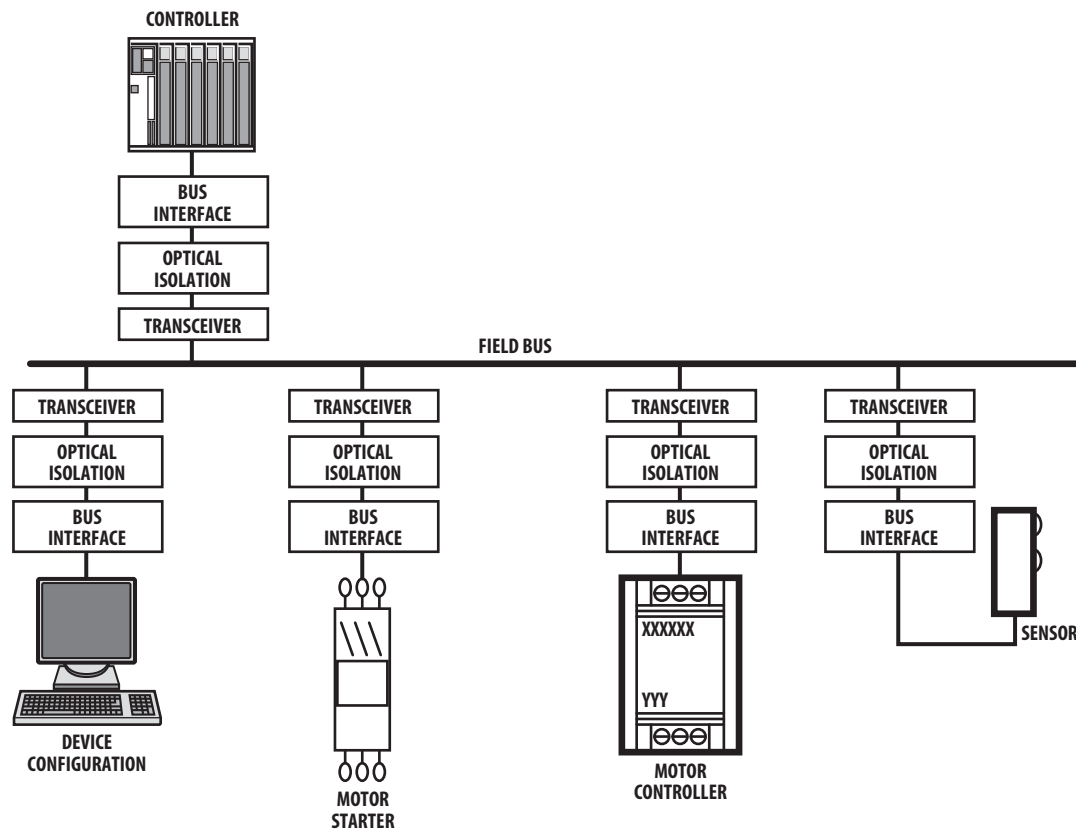 CONTROLLER
BUS
INTERFACE
OPTICAL
ISOLATION
TRANSCEIVER
FIELD BUS
TRANSCEIVER
OPTICAL
ISOLATION
BUS
INTERFACE
DEVICE
CONFIGURATION
TRANSCEIVER
OPTICAL
ISOLATION
BUS
INTERFACE
MOTOR
STARTER
TRANSCEIVER
OPTICAL
ISOLATION
BUS
INTERFACE
XXXXXX
YYY
MOTOR
CONTROLLER
TRANSCEIVER
OPTICAL
ISOLATION
BUS
INTERFACE
SENSOR